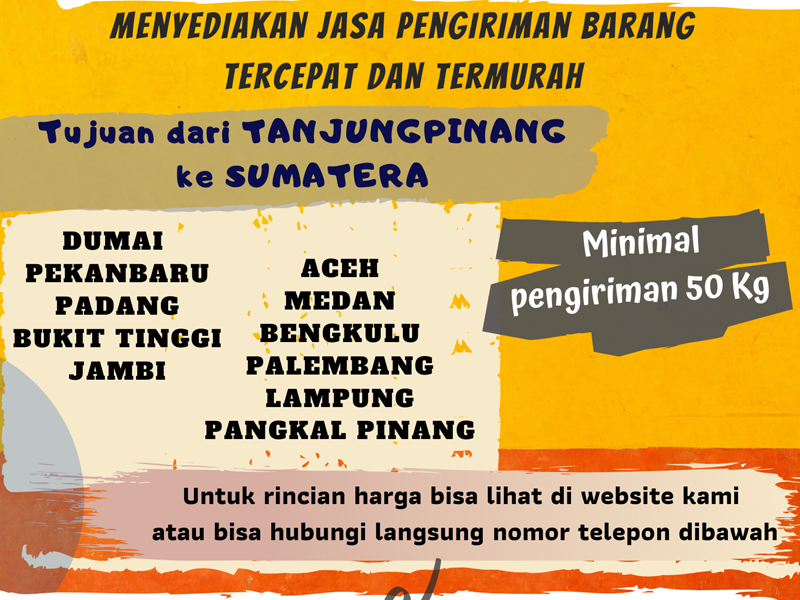 MENYEDIAKAN JASA PENGIRIMAN BARANG
TERCEPAT DAN TERMURAH
Tujuan dari TANJUNGPINANG
ke SUMATERA
DUMAI
PEKANBARU
PADANG
BUKIT TINGGI
JAMBI
ACEH
MEDAN
BENGKULU
PALEMBANG
LAMPUNG
PANGKAL PINANG
Minimal
pengiriman 50 Kg
Untuk rincian harga bisa lihat di website kami
atau bisa hubungi langsung nomor telepon dibawah